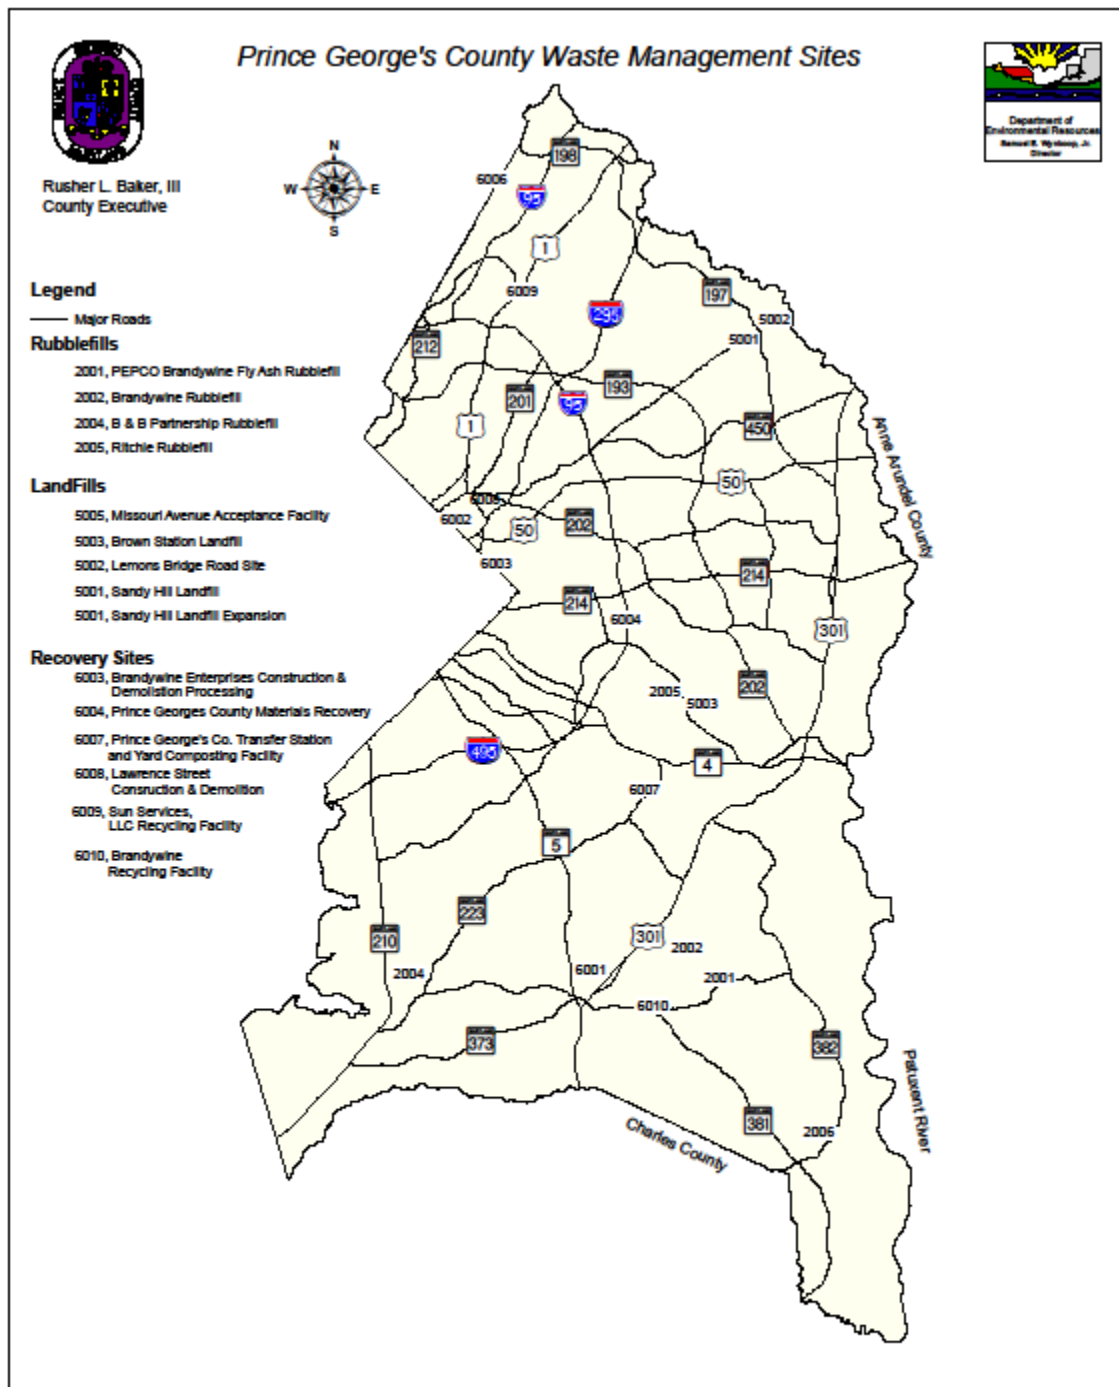 Prince George's County Waste Management Sites
Department of
Environmental Resources
Samuel E. Wynkoop, Jr.
Director
Rusher L. Baker, III
County Executive
N
W
E
S
Legend
Major Roads
Rubblefills
2001, PEPCO Brandywine Fly Ash Rubblefill
2002, Brandywine Rubblefill
2004, B & B Partnership Rubblefill
2005, Ritchie Rubblefill
LandFills
5005, Missouri Avenue Acceptance Facility
5003, Brown Station Landfill
5002, Lemons Bridge Road Site
5001, Sandy Hill Landfill
5001, Sandy Hill Landfill Expansion
Recovery Sites
6003, Brandywine Enterprises Construction &
Demolistion Processing
6004, Prince Georges County Materials Recovery
6007, Prince George's Co. Transfer Station
and Yard Composting Facility
6008, Lawrence Street
Consruction & Demolition
6009, Sun Services,
LLC Recycling Facility
6010, Brandywine
Recycling Facility
198
6006
95
1
6009
197
295
5002
5001
212
193
201
95
1
450
Anne Arundel County
50
6002
50
202
6003
214
214
6004
301
2005
202
5003
495
4
6007
5
223
301
210
2002
2004
6001
2001
6010
373
382
Patuxent River
381
2006
Charles County